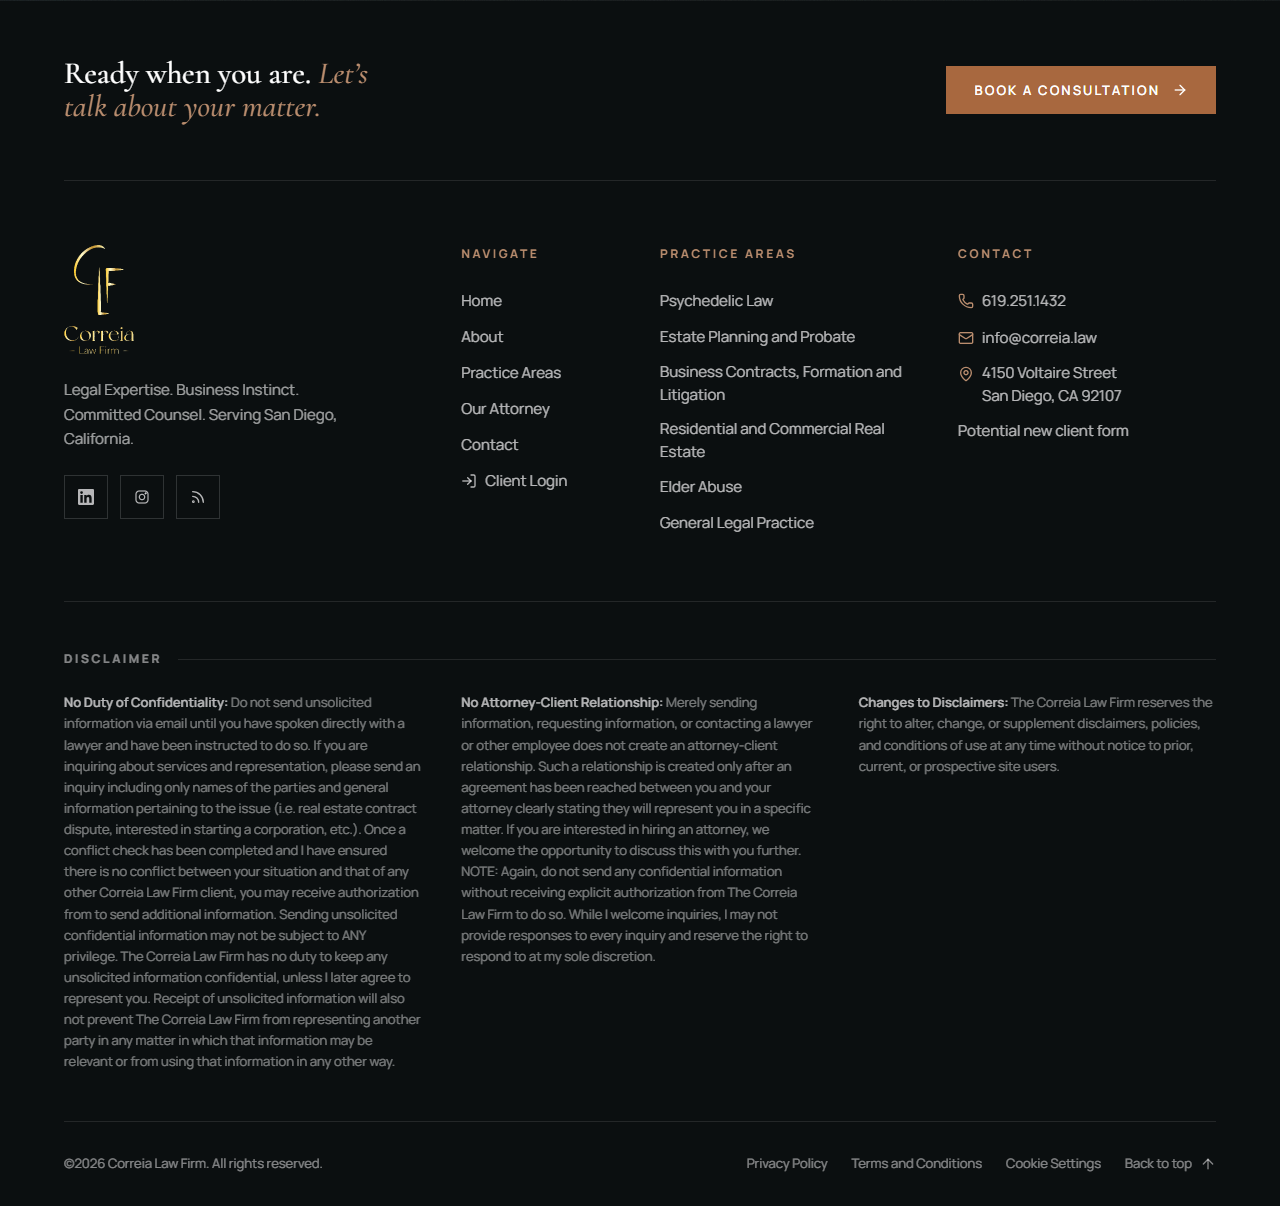 Ready when you are. Let’s
talk about your matter.
BOOK A CONSULTATION
Correia
- Law Firm -
Legal Expertise. Business Instinct.
Committed Counsel. Serving San Diego,
California.
NAVIGATE
Home
About
Practice Areas
Our Attorney
Contact
Client Login
PRACTICE AREAS
Psychedelic Law
Estate Planning and Probate
Business Contracts, Formation and
Litigation
Residential and Commercial Real
Estate
Elder Abuse
General Legal Practice
CONTACT
619.251.1432
info@correia.law
4150 Voltaire Street
San Diego, CA 92107
Potential new client form
DISCLAIMER
No Duty of Confidentiality: Do not send unsolicited
information via email until you have spoken directly with a
lawyer and have been instructed to do so. If you are
inquiring about services and representation, please send an
inquiry including only names of the parties and general
information pertaining to the issue (i.e. real estate contract
dispute, interested in starting a corporation, etc.). Once a
conflict check has been completed and I have ensured
there is no conflict between your situation and that of any
other Correia Law Firm client, you may receive authorization
from to send additional information. Sending unsolicited
confidential information may not be subject to ANY
privilege. The Correia Law Firm has no duty to keep any
unsolicited information confidential, unless I later agree to
represent you. Receipt of unsolicited information will also
not prevent The Correia Law Firm from representing another
party in any matter in which that information may be
relevant or from using that information in any other way.
No Attorney-Client Relationship: Merely sending
information, requesting information, or contacting a lawyer
or other employee does not create an attorney-client
relationship. Such a relationship is created only after an
agreement has been reached between you and your
attorney clearly stating they will represent you in a specific
matter. If you are interested in hiring an attorney, we
welcome the opportunity to discuss this with you further.
NOTE: Again, do not send any confidential information
without receiving explicit authorization from The Correia
Law Firm to do so. While I welcome inquiries, I may not
provide responses to every inquiry and reserve the right to
respond to at my sole discretion.
Changes to Disclaimers: The Correia Law Firm reserves the
right to alter, change, or supplement disclaimers, policies,
and conditions of use at any time without notice to prior,
current, or prospective site users.
©2026 Correia Law Firm. All rights reserved.
Privacy Policy
Terms and Conditions
Cookie Settings
Back to top